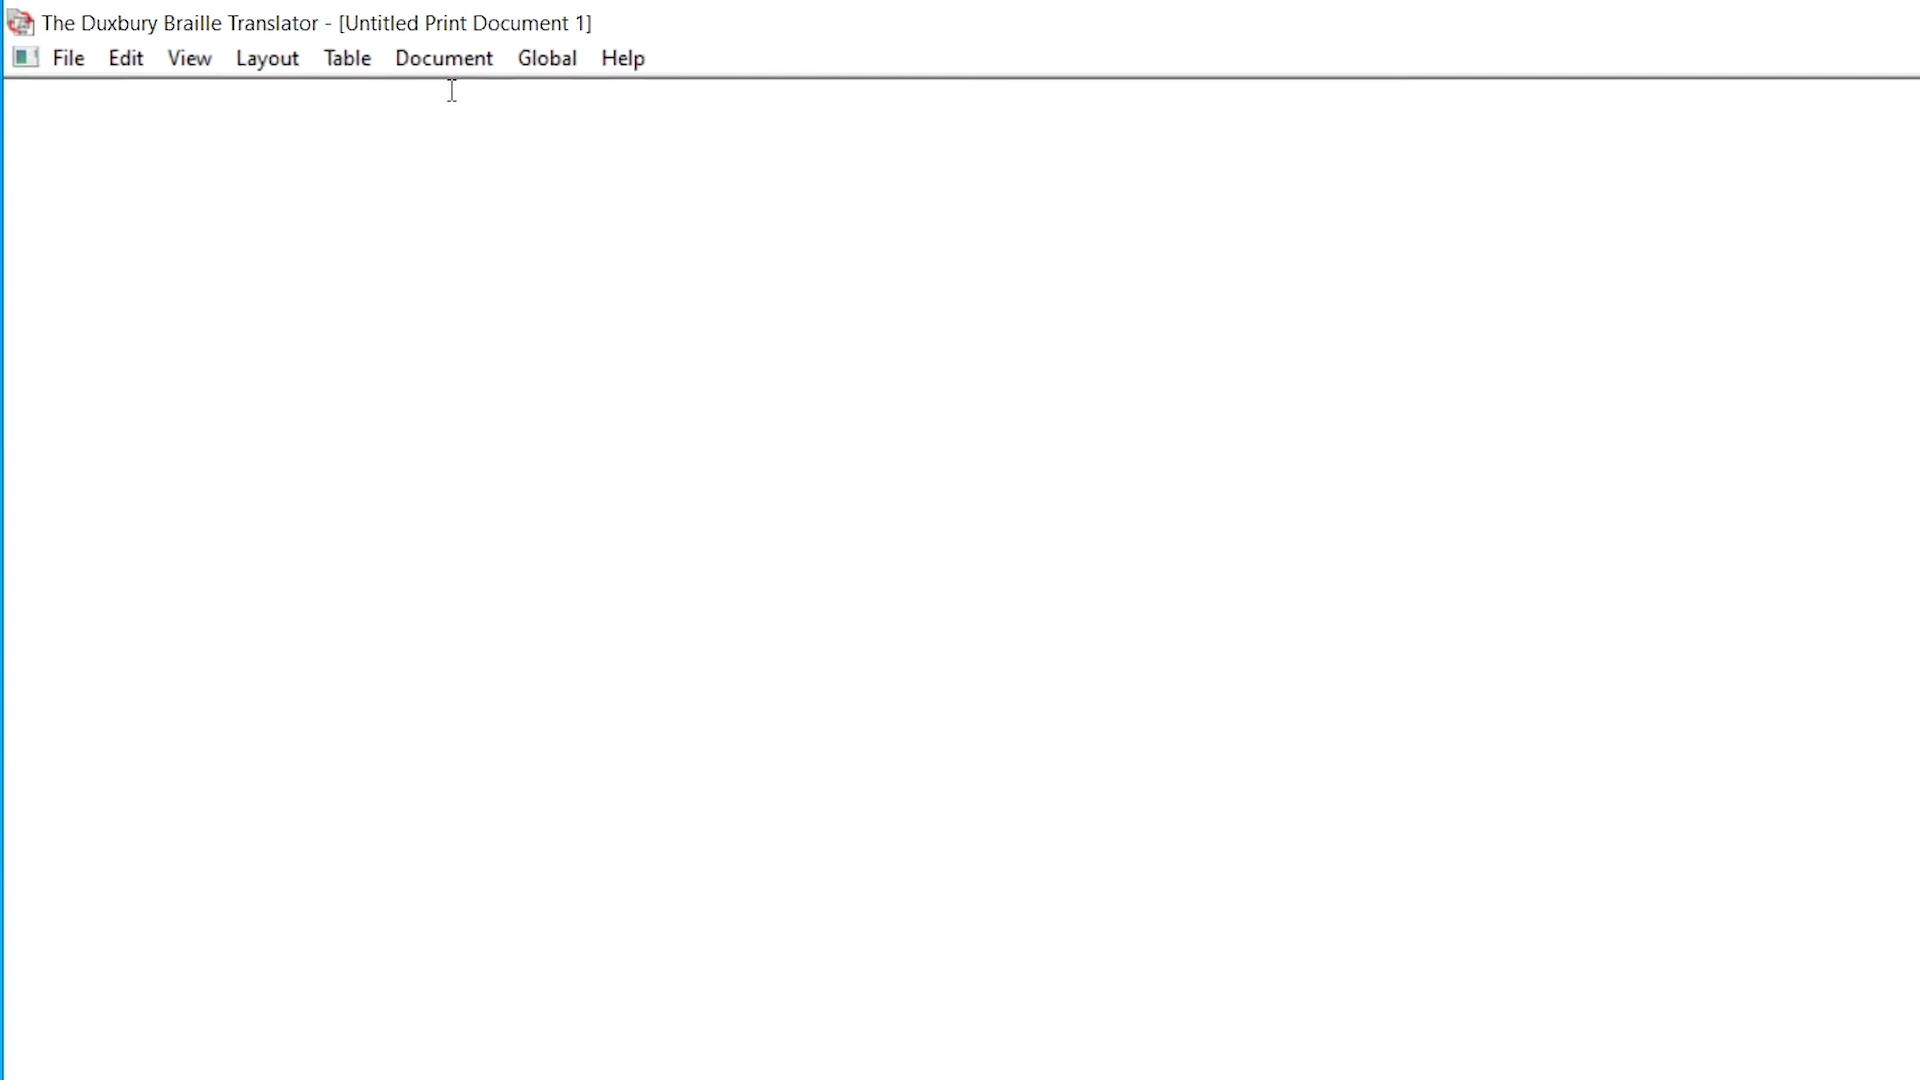 The Duxbury Braille Translator - [Untitled Print Document 1]
File Edit View Layout Table Document Global Help